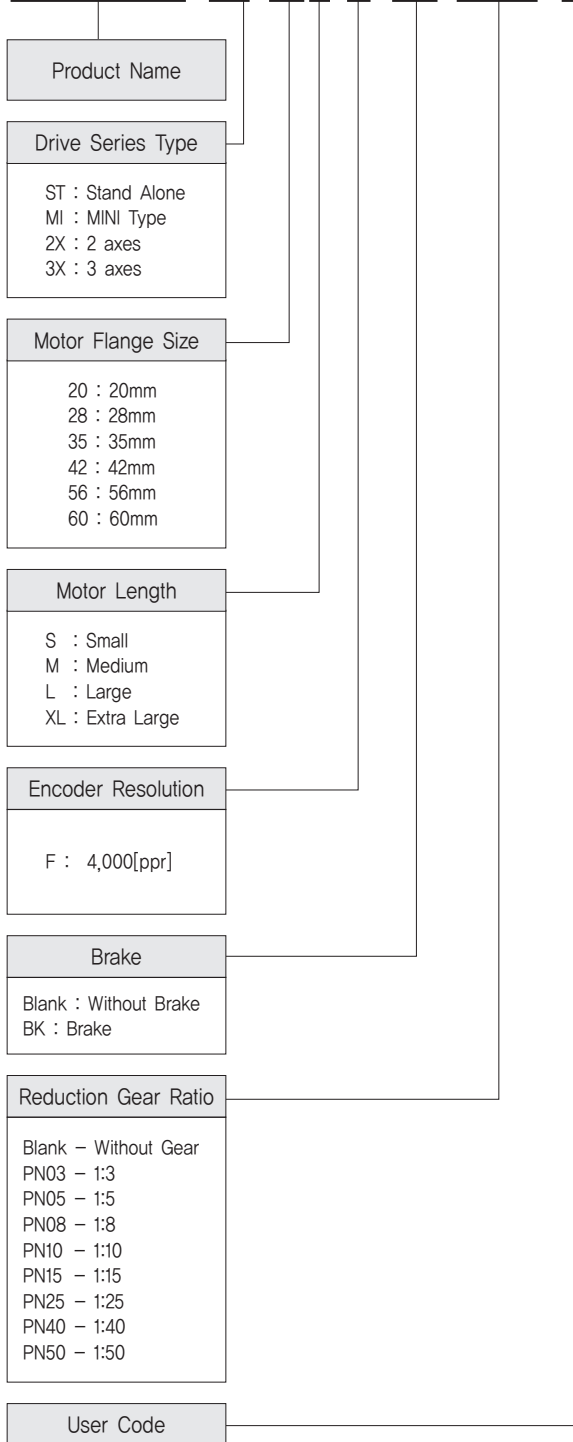 Product Name
Drive Series Type
ST : Stand Alone
MI : MINI Type
2X : 2 axes
3X : 3 axes
Motor Flange Size
20 : 20mm
28 : 28mm
35 : 35mm
42 : 42mm
56 : 56mm
60 : 60mm
Motor Length
S : Small
M : Medium
L : Large
XL : Extra Large
Encoder Resolution
F : 4,000[ppr]
Brake
Blank : Without Brake
BK : Brake
Reduction Gear Ratio
Blank – Without Gear
PN03 – 1:3
PN05 – 1:5
PN08 – 1:8
PN10 – 1:10
PN15 – 1:15
PN25 – 1:25
PN40 – 1:40
PN50 – 1:50
User Code